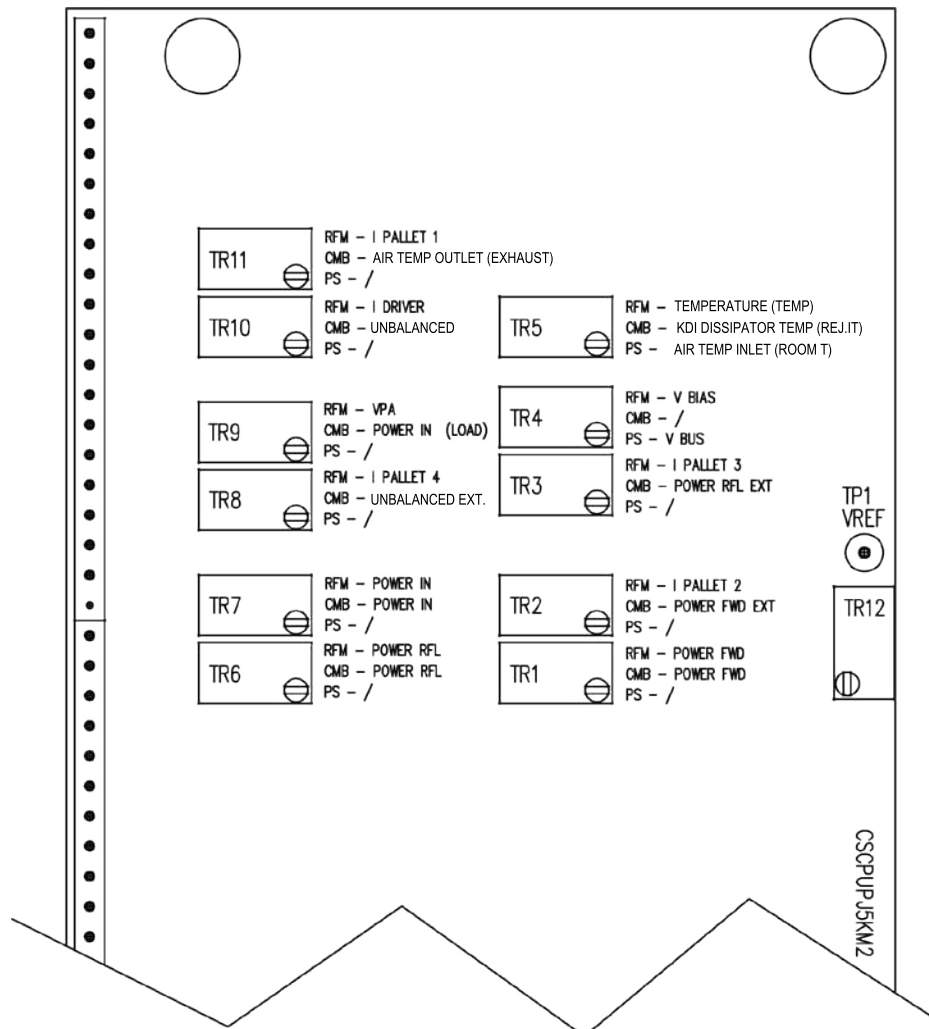 TR11
RFM - I PALLET 1
CMB - AIR TEMP OUTLET (EXHAUST)
PS - /
TR10
RFM - I DRIVER
CMB - UNBALANCED
PS - /
TR5
RFM - TEMPERATURE (TEMP)
CMB - KDI DISSIPATOR TEMP (REJ.IT)
PS - AIR TEMP INLET (ROOM T)
TR9
RFM - VPA
CMB - POWER IN (LOAD)
PS - /
TR4
RFM - V BIAS
CMB - /
PS - V BUS
TR8
RFM - I PALLET 4
CMB - UNBALANCED EXT.
PS - /
TR3
RFM - I PALLET 3
CMB - POWER RFL EXT
PS - /
TP1
VREF
TR7
RFM - POWER IN
CMB - POWER IN
PS - /
TR2
RFM - I PALLET 2
CMB - POWER FWD EXT
PS - /
TR12
TR6
RFM - POWER RFL
CMB - POWER RFL
PS - /
TR1
RFM - POWER FWD
CMB - POWER FWD
PS - /
CSCPUPJ5KM2